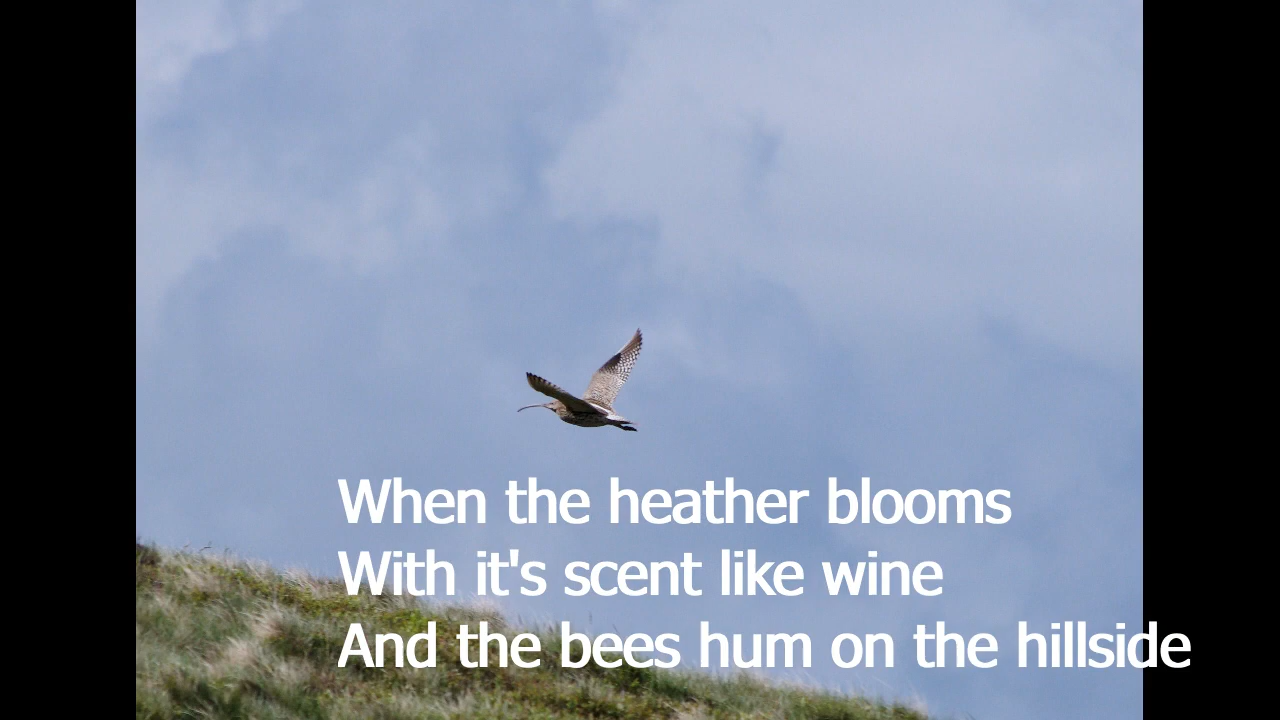 When the heather blooms
With it's scent like wine
And the bees hum on the hillside